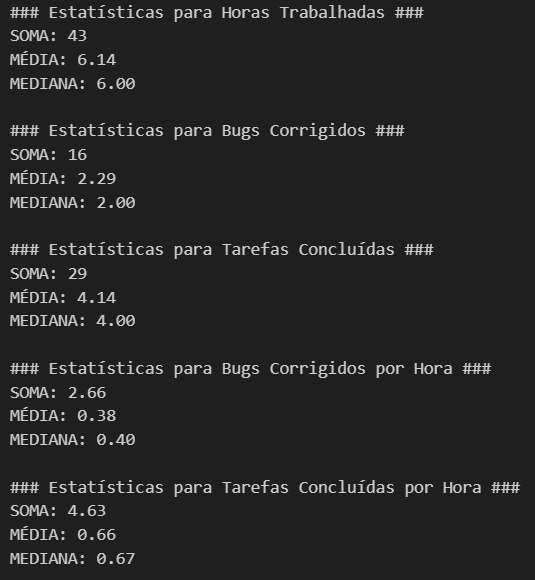 ### Estatísticas para Horas Trabalhadas ###
SOMA: 43
MÉDIA: 6.14
MEDIANA: 6.00
### Estatísticas para Bugs Corrigidos ###
SOMA: 16
MÉDIA: 2.29
MEDIANA: 2.00
### Estatísticas para Tarefas Concluídas ###
SOMA: 29
MÉDIA: 4.14
MEDIANA: 4.00
### Estatísticas para Bugs Corrigidos por Hora ###
SOMA: 2.66
MÉDIA: 0.38
MEDIANA: 0.40
### Estatísticas para Tarefas Concluídas por Hora ###
SOMA: 4.63
MÉDIA: 0.66
MEDIANA: 0.67